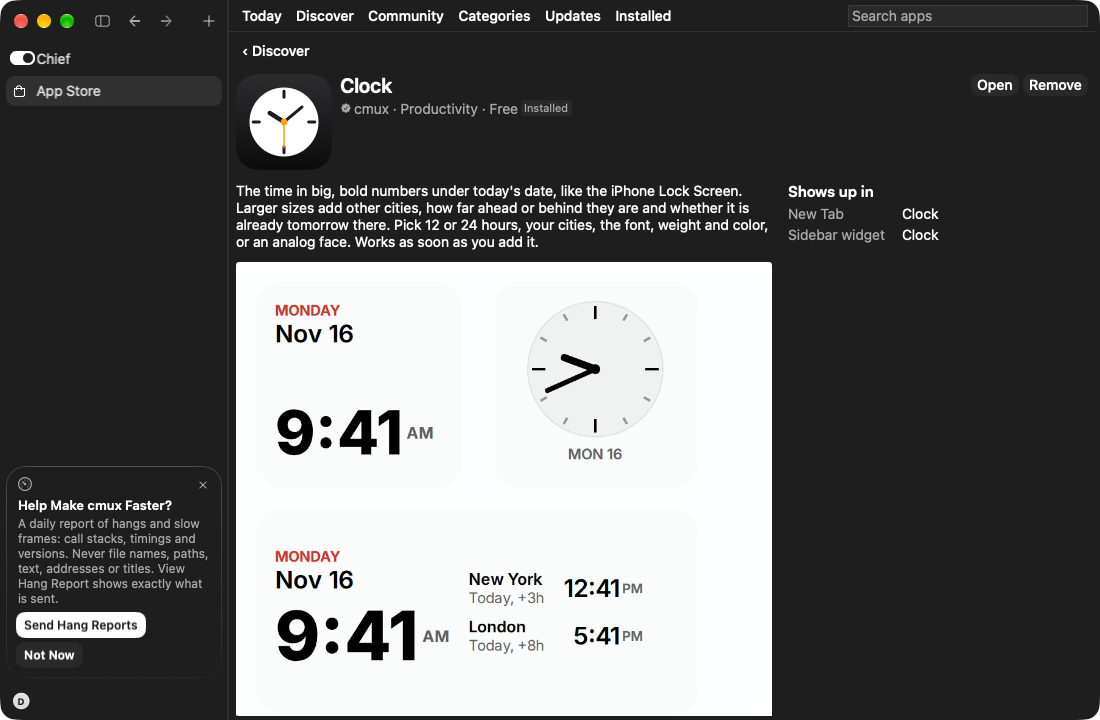 Today Discover Community Categories Updates Installed
Search apps
Chief
App Store
‹ Discover
Clock
cmux · Productivity · Free Installed
Open Remove
The time in big, bold numbers under today's date, like the iPhone Lock Screen.
Larger sizes add other cities, how far ahead or behind they are and whether it is
already tomorrow there. Pick 12 or 24 hours, your cities, the font, weight and color,
or an analog face. Works as soon as you add it.
Shows up in
New Tab Clock
Sidebar widget Clock
MONDAY
Nov 16
9:41 AM
MON 16
MONDAY
Nov 16
9:41 AM
New York
Today, +3h
12:41 PM
London
Today, +8h
5:41 PM
Help Make cmux Faster?
A daily report of hangs and slow
frames: call stacks, timings and
versions. Never file names, paths,
text, addresses or titles. View
Hang Report shows exactly what
is sent.
Send Hang Reports
Not Now
D